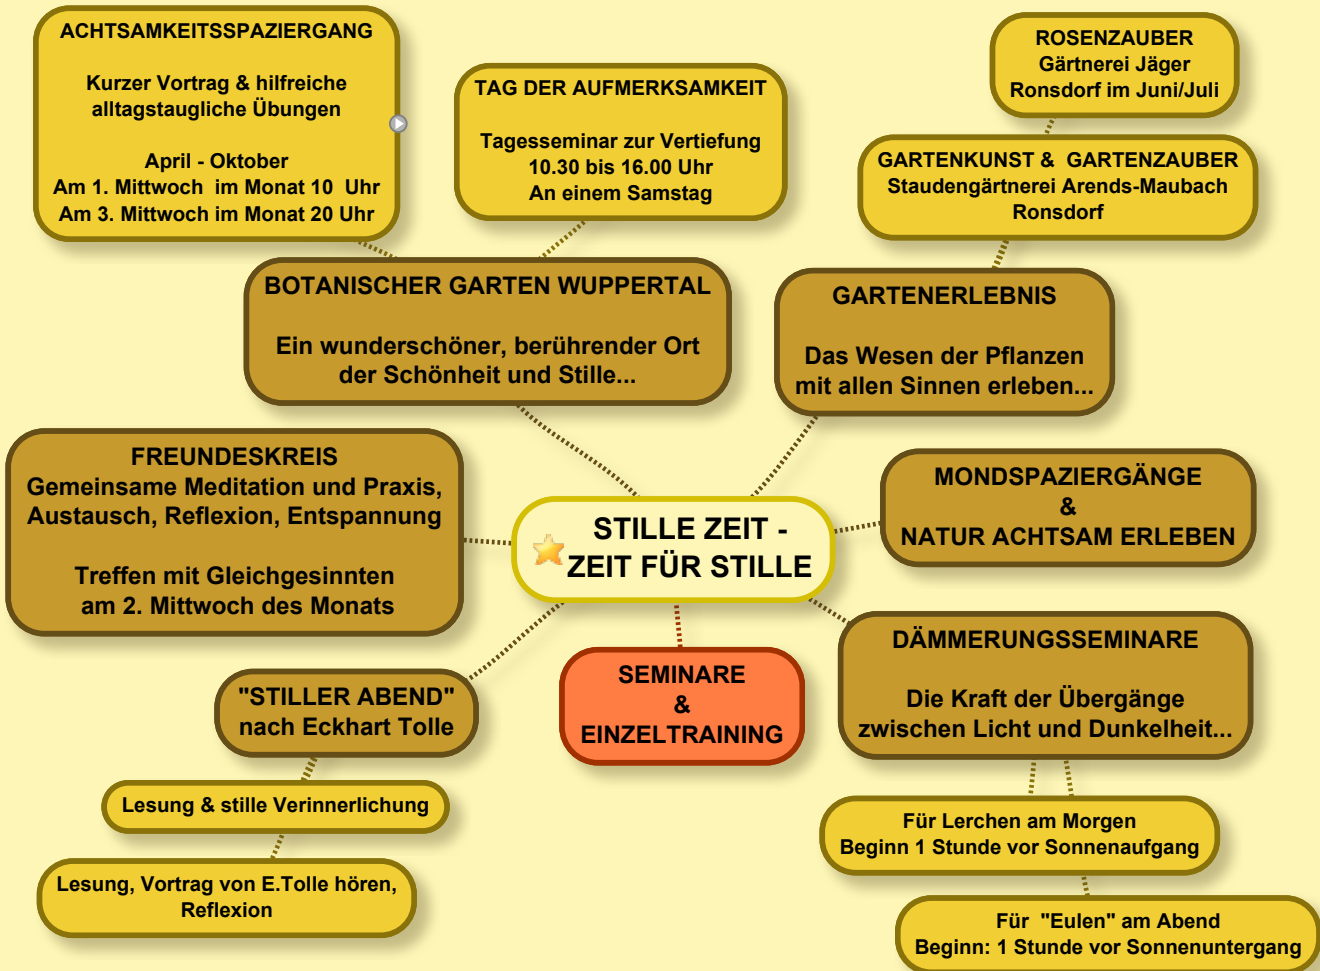 ACHTSAMKEITSSPAZIERGANG
Kurzer Vortrag & hilfreiche
alltagstaugliche Übungen
April - Oktober
Am 1. Mittwoch im Monat 10 Uhr
Am 3. Mittwoch im Monat 20 Uhr
TAG DER AUFMERKSAMKEIT
Tagesseminar zur Vertiefung
10.30 bis 16.00 Uhr
An einem Samstag
ROSENZAUBER
Gärtnerei Jäger
Ronsdorf im Juni/Juli
GARTENKUNST & GARTENZAUBER
Staudengärtnerei Arends-Maubach
Ronsdorf
BOTANISCHER GARTEN WUPPERTAL
Ein wunderschöner, berührender Ort
der Schönheit und Stille...
GARTENERLEBNIS
Das Wesen der Pflanzen
mit allen Sinnen erleben...
FREUNDESKREIS
Gemeinsame Meditation und Praxis,
Austausch, Reflexion, Entspannung
Treffen mit Gleichgesinnten
am 2. Mittwoch des Monats
STILLE ZEIT -
ZEIT FÜR STILLE
MONDSPAZIERGÄNGE
&
NATUR ACHTSAM ERLEBEN
"STILLER ABEND"
nach Eckhart Tolle
SEMINARE
&
EINZELTRAINING
DÄMMERUNGSSEMINARE
Die Kraft der Übergänge
zwischen Licht und Dunkelheit...
Lesung & stille Verinnerlichung
Lesung, Vortrag von E.Tolle hören,
Reflexion
Für Lerchen am Morgen
Beginn 1 Stunde vor Sonnenaufgang
Für "Eulen" am Abend
Beginn: 1 Stunde vor Sonnenuntergang